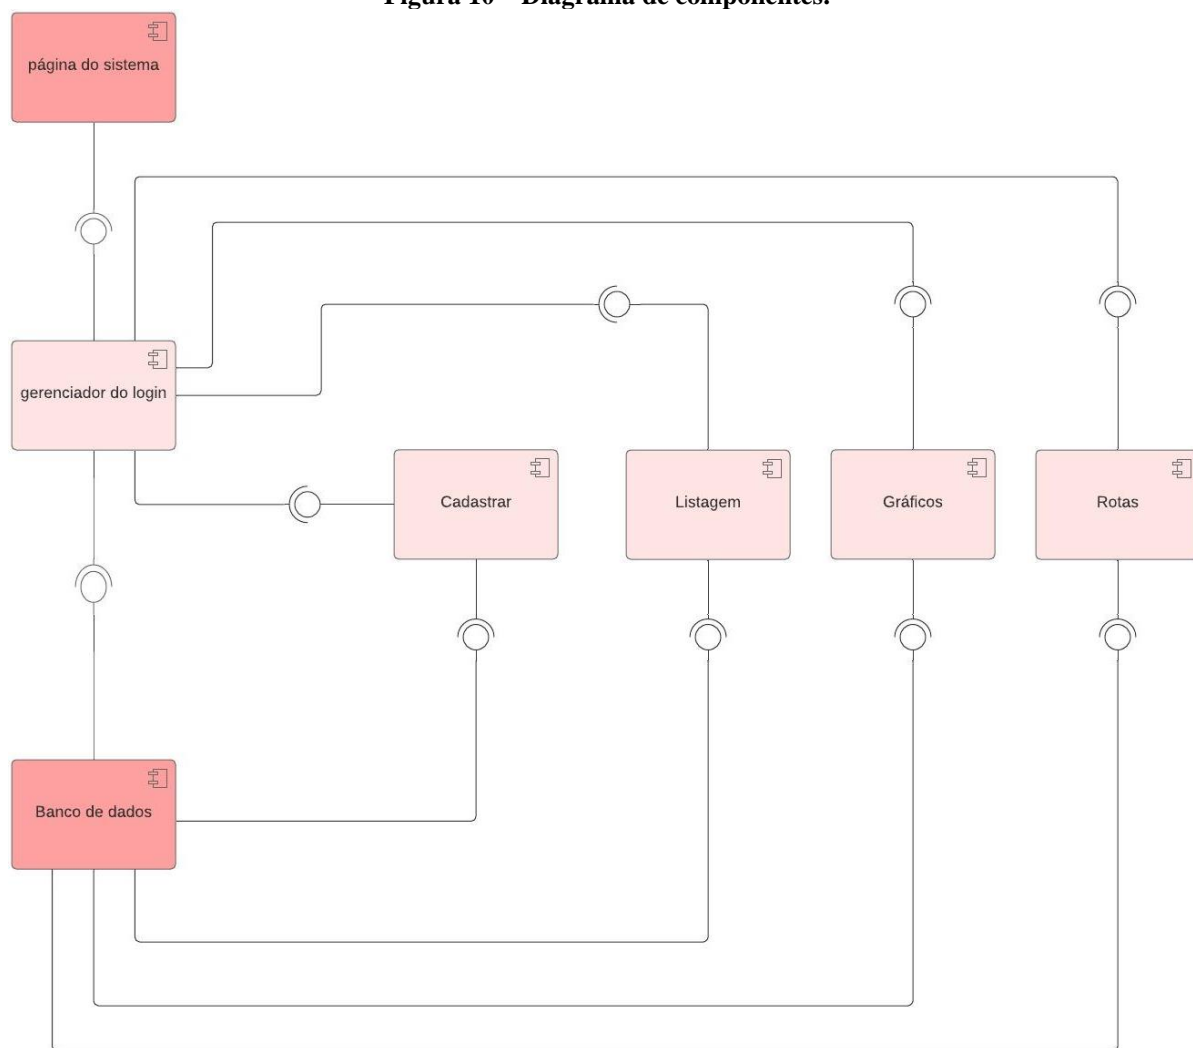 Figura 10 – Diagrama de componentes.
página do sistema
gerenciador do login
Cadastrar
Listagem
Gráficos
Rotas
Banco de dados